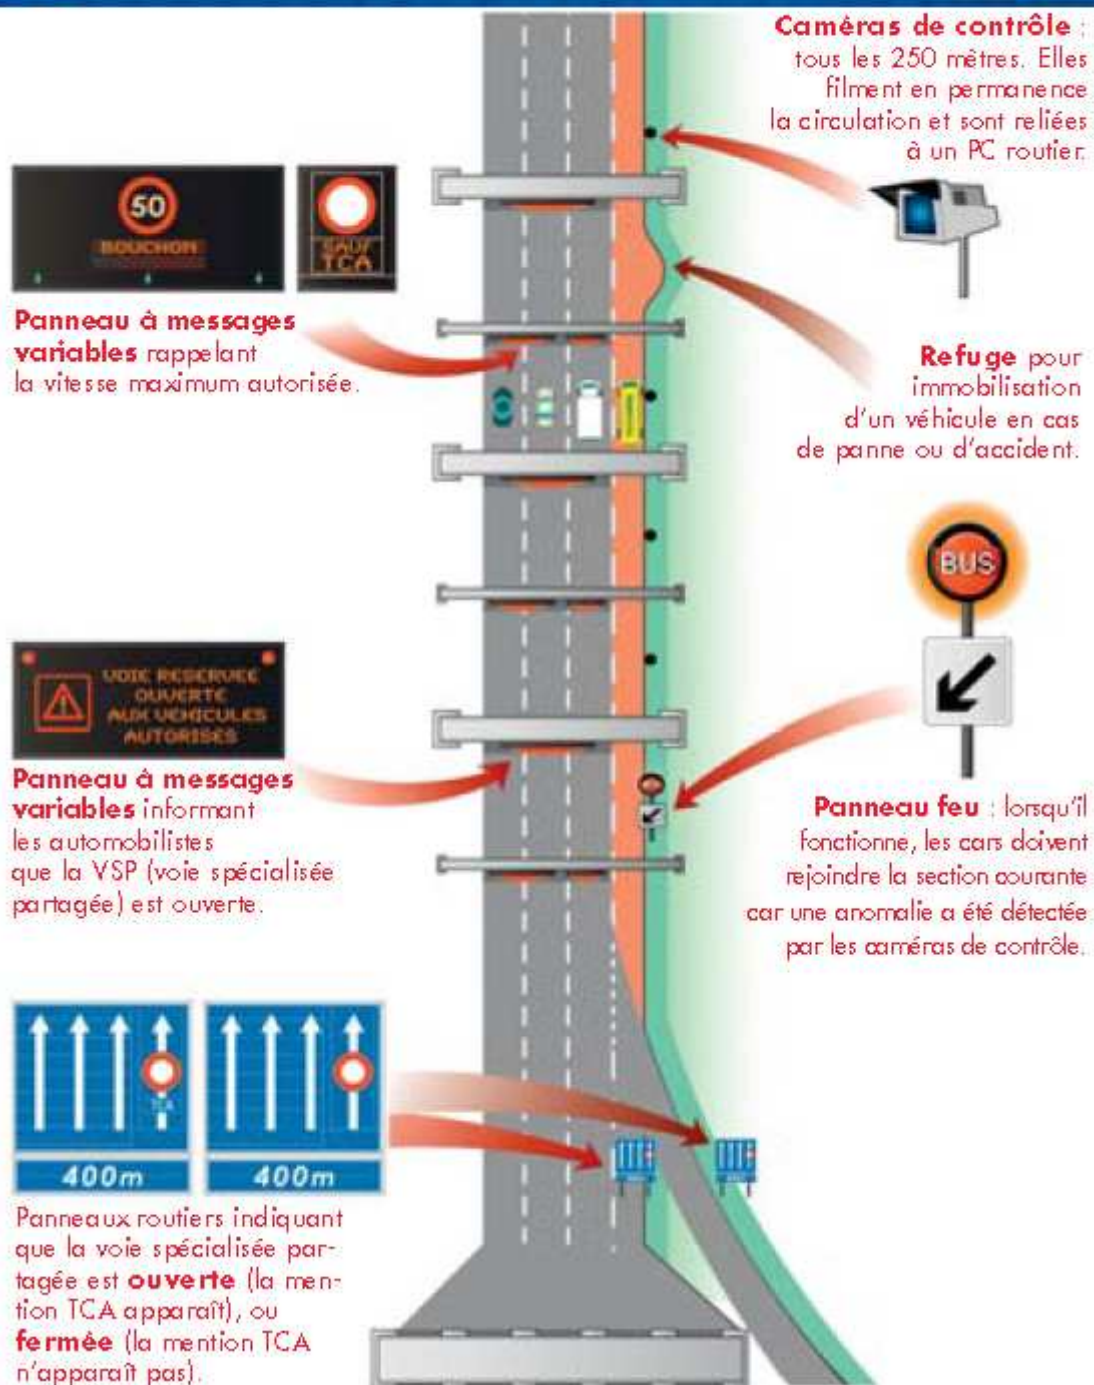 Caméras de contrôle :
tous les 250 mètres. Elles
filment en permanence
la circulation et sont reliées
à un PC routier.
50
BOUCHON
SAUF
TCA
Panneau à messages
variables rappelant
la vitesse maximum autorisée.
Refuge pour
immobilisation
d'un véhicule en cas
de panne ou d'accident.
BUS
VOIE RESERVEE
OUVERTE
AUX VEHICULES
AUTORISES
Panneau à messages
variables informant
les automobilistes
que la VSP (voie spécialisée
partagée) est ouverte.
Panneau feu : lorsqu'il
fonctionne, les cars doivent
rejoindre la section courante
car une anomalie a été détectée
par les caméras de contrôle.
TCA
400m
400m
Panneaux routiers indiquant
que la voie spécialisée par-
tagée est ouverte (la men-
tion TCA apparaît), ou
fermée (la mention TCA
n'apparaît pas).